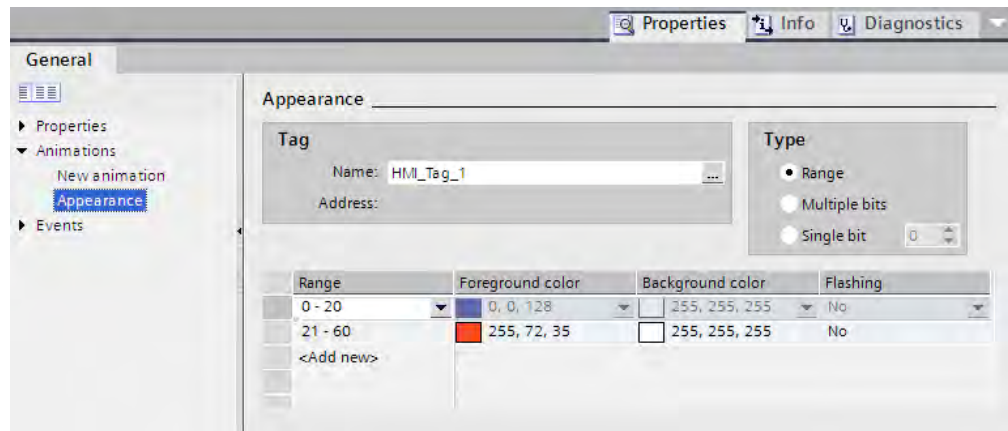 Properties Info Diagnostics
General
Properties
Animations
New animation
Appearance
Events
Appearance
Tag
Name: HMI_Tag_1 ...
Address:
Type
Range
Multiple bits
Single bit 0
Range Foreground color Background color Flashing
0 - 20 0, 0, 128 255, 255, 255 No
21 - 60 255, 72, 35 255, 255, 255 No
<Add new>